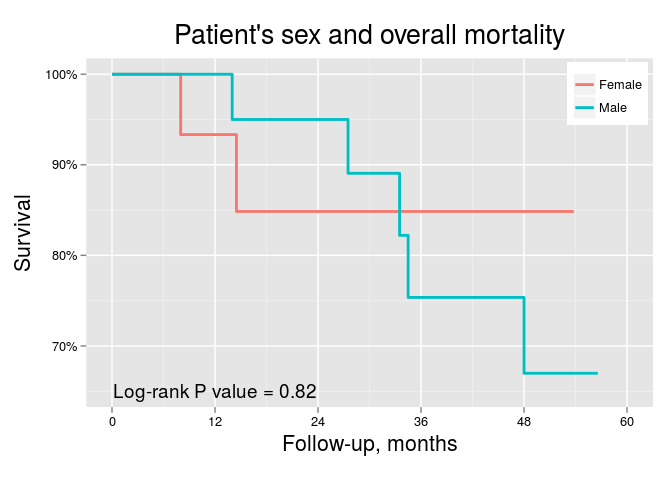 Patient's sex and overall mortality
Female
Male
100%
90%
80%
70%
Survival
Log-rank P value = 0.82
0
12
24
36
48
60
Follow-up, months